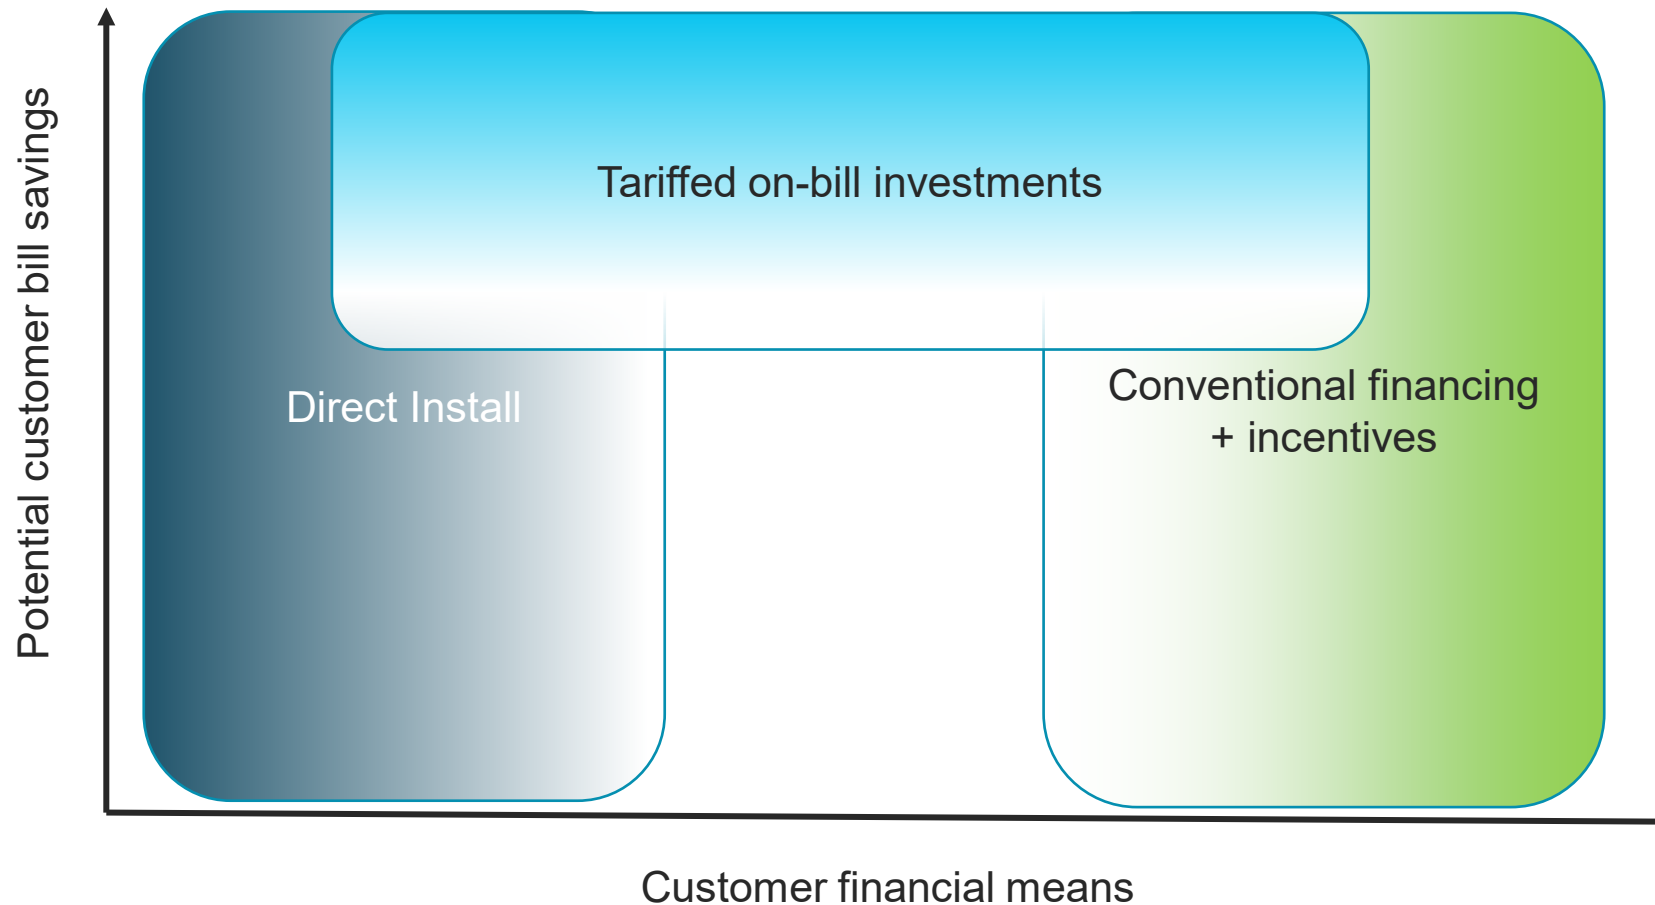 Potential customer bill savings
Tariffed on-bill investments
Direct Install
Conventional financing
+ incentives
Customer financial means